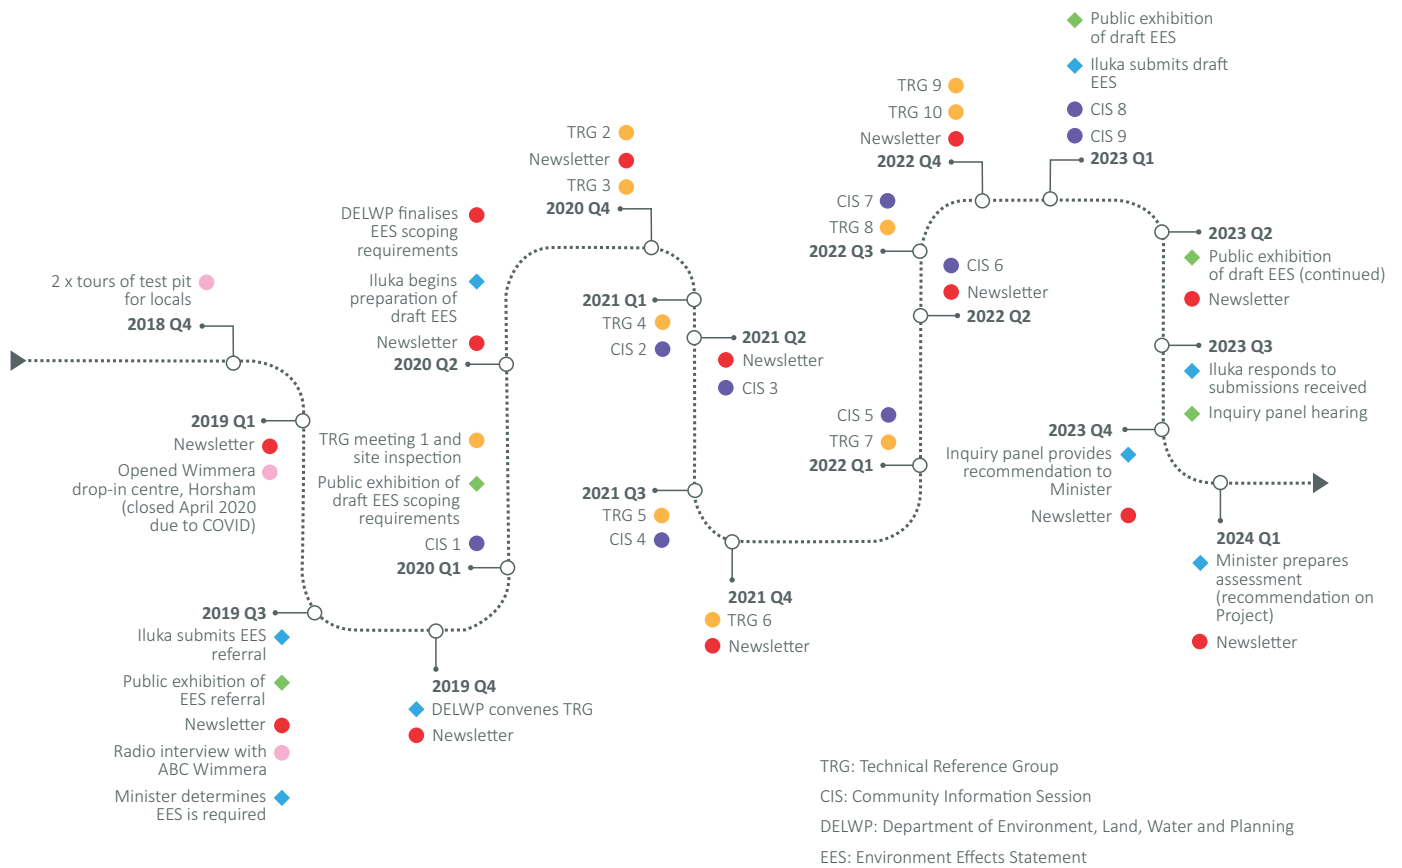 2 x tours of test pit
for locals
2018 Q4
2019 Q1
Newsletter
Opened Wimmera
drop-in centre, Horsham
(closed April 2020
due to COVID)
2019 Q3
Iluka submits EES
referral
Public exhibition of
EES referral
Newsletter
Radio interview with
ABC Wimmera
Minister determines
EES is required
2019 Q4
DELWP convenes TRG
Newsletter
TRG meeting 1 and
site inspection
Public exhibition of
draft EES scoping
requirements
CIS 1
2020 Q1
DELWP finalises
EES scoping
requirements
Iluka begins
preparation of
draft EES
Newsletter
2020 Q2
TRG 2
Newsletter
TRG 3
2020 Q4
2021 Q1
TRG 4
CIS 2
2021 Q2
Newsletter
CIS 3
2021 Q3
TRG 5
CIS 4
2021 Q4
TRG 6
Newsletter
CIS 5
TRG 7
2022 Q1
CIS 6
Newsletter
2022 Q2
CIS 7
TRG 8
2022 Q3
TRG 9
TRG 10
Newsletter
2022 Q4
Public exhibition
of draft EES
Iluka submits draft
EES
CIS 8
CIS 9
2023 Q1
2023 Q2
Public exhibition
of draft EES (continued)
Newsletter
2023 Q3
Iluka responds to
submissions received
Inquiry panel hearing
2023 Q4
Inquiry panel provides
recommendation to
Minister
Newsletter
2024 Q1
Minister prepares
assessment
(recommendation on
Project)
Newsletter
TRG: Technical Reference Group
CIS: Community Information Session
DELWP: Department of Environment, Land, Water and Planning
EES: Environment Effects Statement